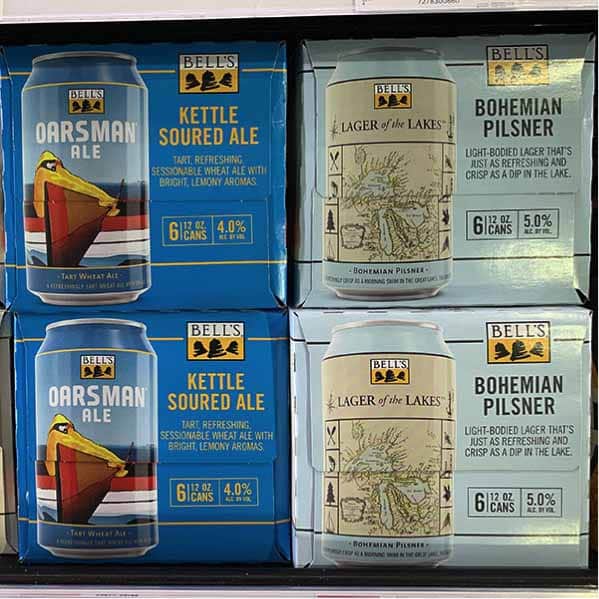 7278300660
BELL'S
OARSMAN
ALE
- TART WHEAT ALE -
BELL'S
KETTLE
SOURED ALE
TART, REFRESHING,
SESSIONABLE WHEAT ALE WITH
BRIGHT, LEMONY AROMAS.
6 12 OZ. CANS 4.0% ALC. BY VOL.
BELL'S
LAGER of the LAKES™
- BOHEMIAN PILSNER -
BELL'S
BOHEMIAN
PILSNER
LIGHT-BODIED LAGER THAT'S
JUST AS REFRESHING AND
CRISP AS A DIP IN THE LAKE.
6 12 OZ. CANS 5.0% ALC. BY VOL.
BELL'S
OARSMAN
ALE
- TART WHEAT ALE -
BELL'S
KETTLE
SOURED ALE
TART, REFRESHING,
SESSIONABLE WHEAT ALE WITH
BRIGHT, LEMONY AROMAS.
6 12 OZ. CANS 4.0% ALC. BY VOL.
BELL'S
LAGER of the LAKES™
- BOHEMIAN PILSNER -
BELL'S
BOHEMIAN
PILSNER
LIGHT-BODIED LAGER THAT'S
JUST AS REFRESHING AND
CRISP AS A DIP IN THE LAKE.
6 12 OZ. CANS 5.0% ALC. BY VOL.